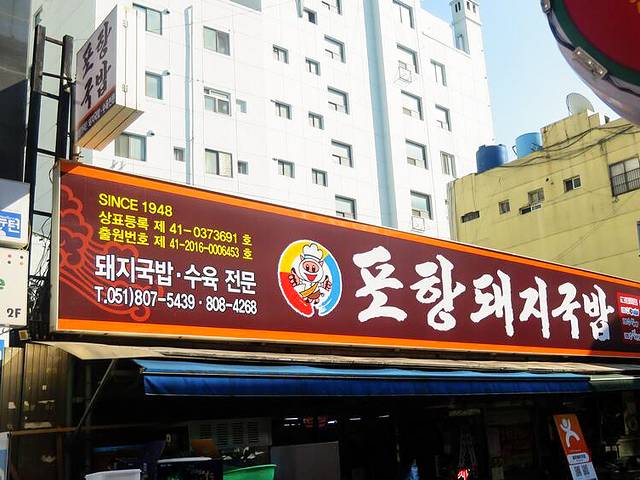 포항
국밥
SINCE 1948
상표등록 제 41-0373691 호
출원번호 제 41-2016-0006453 호
돼지국밥·수육 전문
T.051)807-5439·808-4268
포항돼지국밥
2F